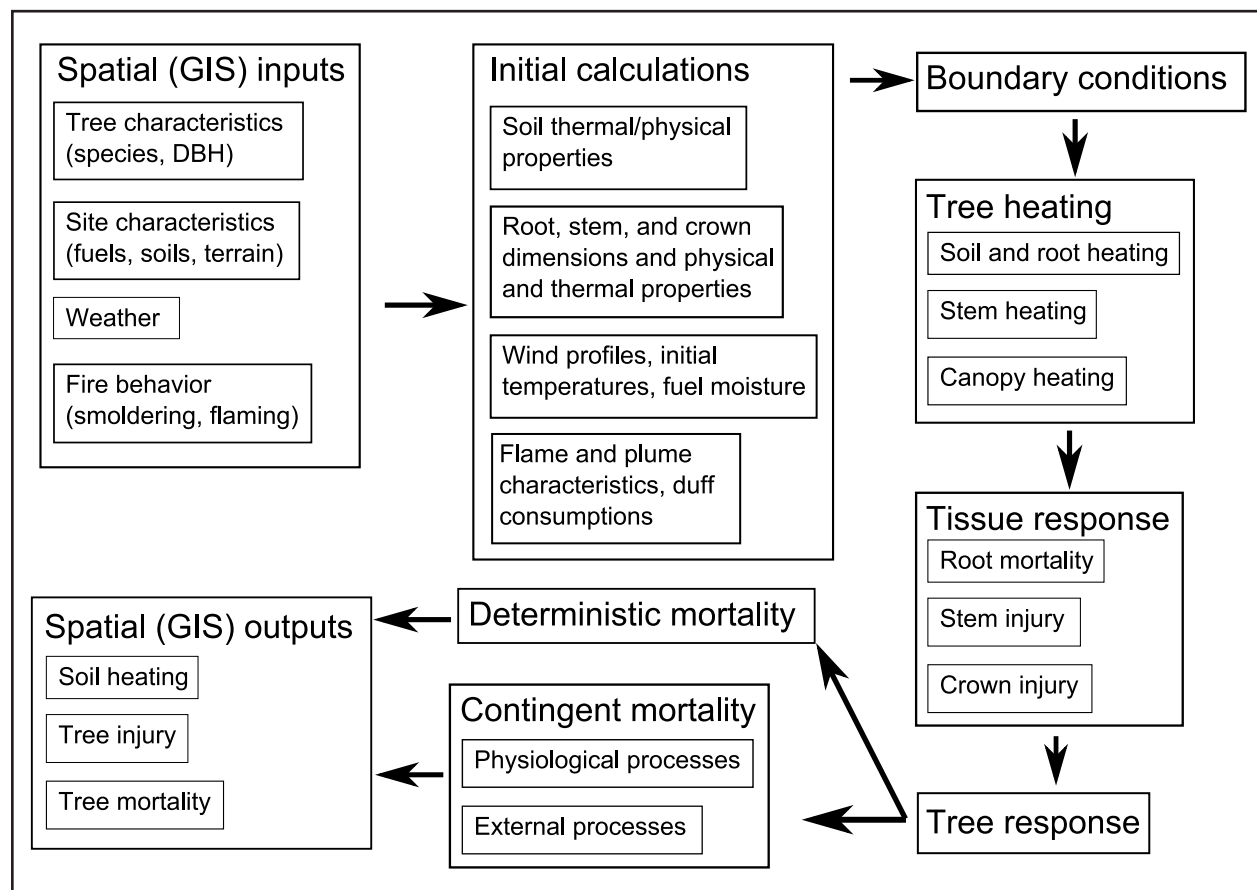 Spatial (GIS) inputs
Tree characteristics
(species, DBH)
Site characteristics
(fuels, soils, terrain)
Weather
Fire behavior
(smoldering, flaming)
Initial calculations
Soil thermal/physical
properties
Root, stem, and crown
dimensions and physical
and thermal properties
Wind profiles, initial
temperatures, fuel moisture
Flame and plume
characteristics, duff
consumptions
Boundary conditions
Tree heating
Soil and root heating
Stem heating
Canopy heating
Tissue response
Root mortality
Stem injury
Crown injury
Tree response
Deterministic mortality
Contingent mortality
Physiological processes
External processes
Spatial (GIS) outputs
Soil heating
Tree injury
Tree mortality